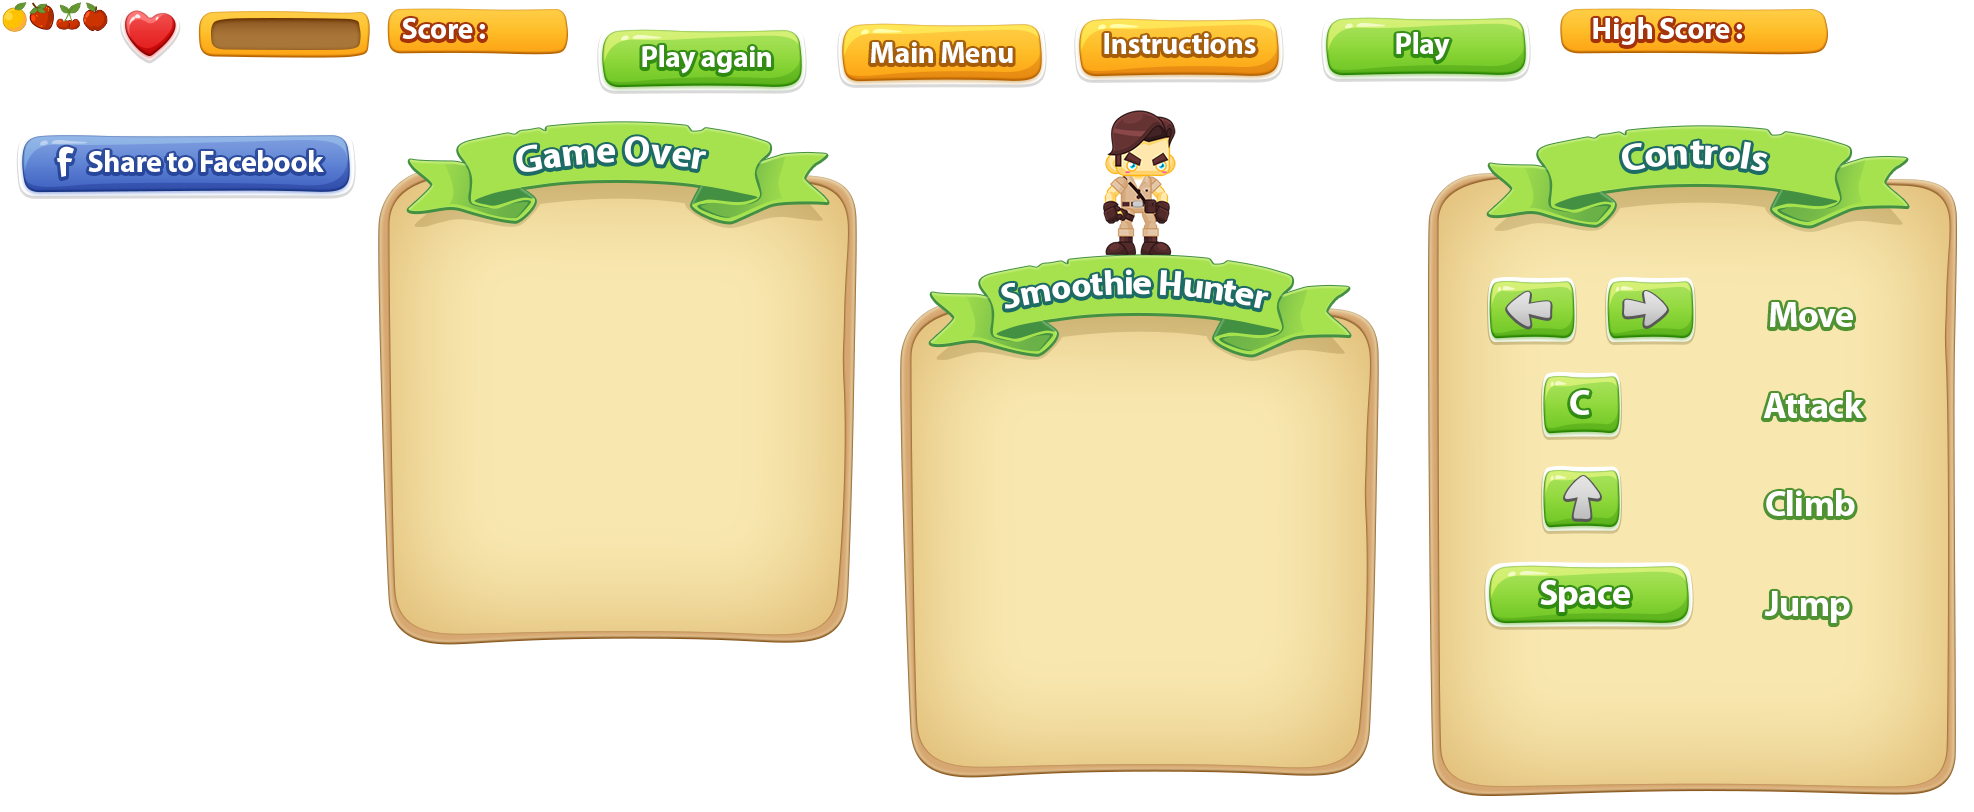 Score :
Play again
Main Menu
Instructions
Play
High Score :
f Share to Facebook
Game Over
Smoothie Hunter
Controls
Move
C
Attack
Climb
Space
Jump